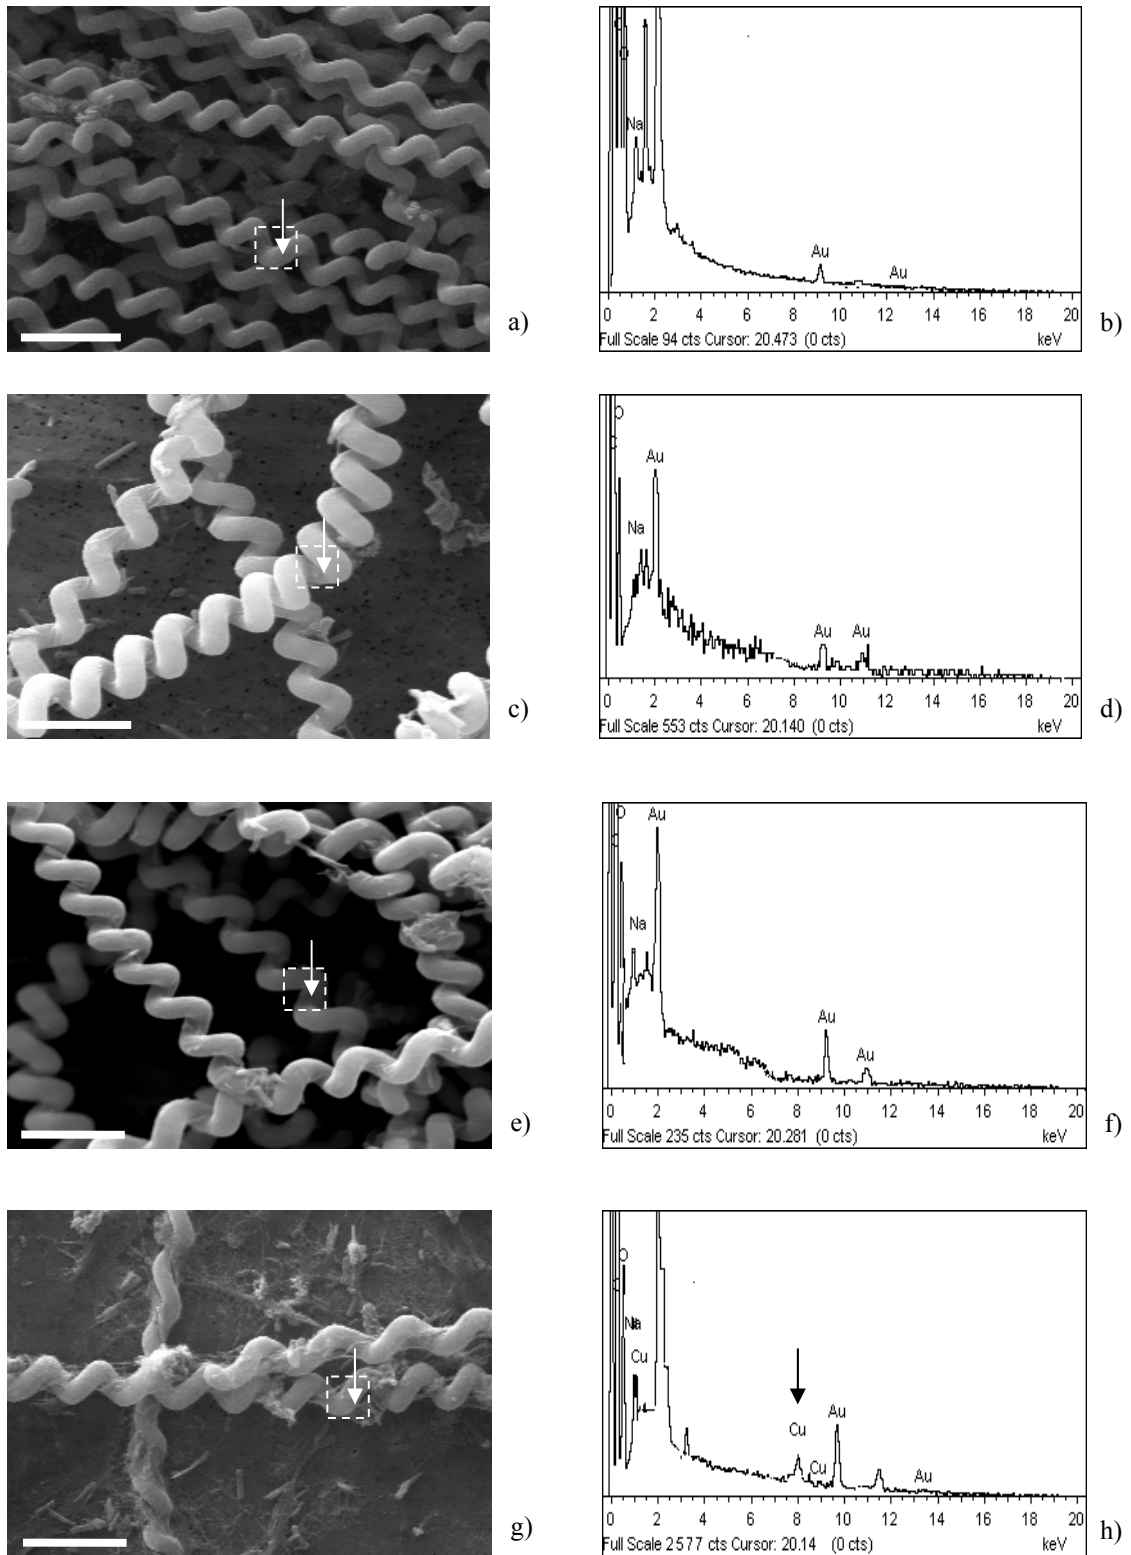 Na
Au
Au
0 2 4 6 8 10 12 14 16 18 20
Full Scale 94 cts Cursor: 20.473 (0 cts) keV
a)
b)
O
Au
Na
Au Au
0 2 4 6 8 10 12 14 16 18 20
Full Scale 553 cts Cursor: 20.140 (0 cts) keV
c)
d)
O
Au
Na
Au
Au
0 2 4 6 8 10 12 14 16 18 20
Full Scale 235 cts Cursor: 20.281 (0 cts) keV
e)
f)
O
Na
Cu
Cu
Au
Cu
Au
0 2 4 6 8 10 12 14 16 18 20
Full Scale 2577 cts Cursor: 20.14 (0 cts) keV
g)
h)